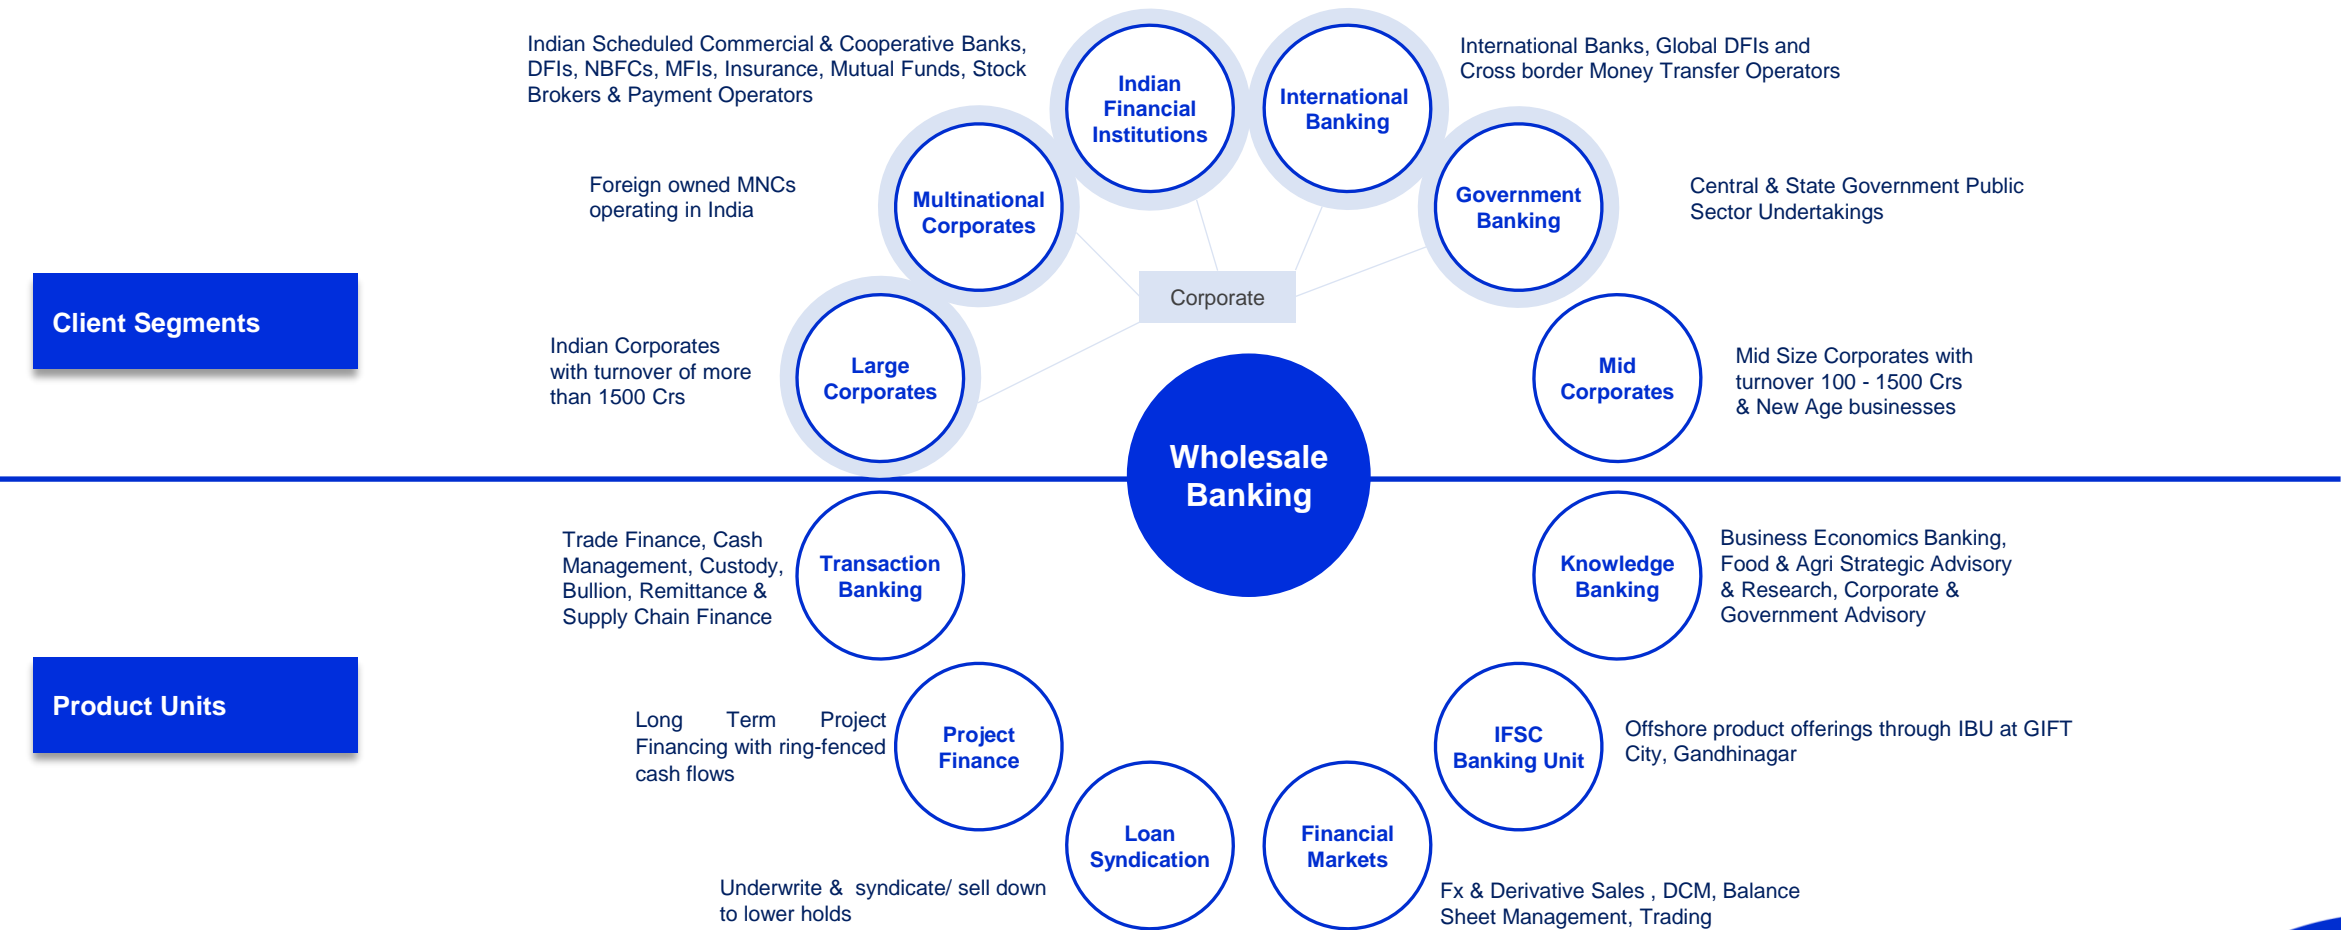 Indian Scheduled Commercial & Cooperative Banks,
DFIs, NBFCs, MFIs, Insurance, Mutual Funds, Stock
Brokers & Payment Operators
Indian
Financial
Institutions
International
Banking
International Banks, Global DFIs and
Cross border Money Transfer Operators
Foreign owned MNCs
operating in India
Multinational
Corporates
Government
Banking
Central & State Government Public
Sector Undertakings
Corporate
Client Segments
Indian Corporates
with turnover of more
than 1500 Crs
Large
Corporates
Mid
Corporates
Mid Size Corporates with
turnover 100 - 1500 Crs
& New Age businesses
Wholesale
Banking
Trade Finance, Cash
Management, Custody,
Bullion, Remittance &
Supply Chain Finance
Transaction
Banking
Knowledge
Banking
Business Economics Banking,
Food & Agri Strategic Advisory
& Research, Corporate &
Government Advisory
Product Units
Long Term Project
Financing with ring-fenced
cash flows
Project
Finance
IFSC
Banking Unit
Offshore product offerings through IBU at GIFT
City, Gandhinagar
Loan
Syndication
Financial
Markets
Underwrite & syndicate/ sell down
to lower holds
Fx & Derivative Sales , DCM, Balance
Sheet Management, Trading